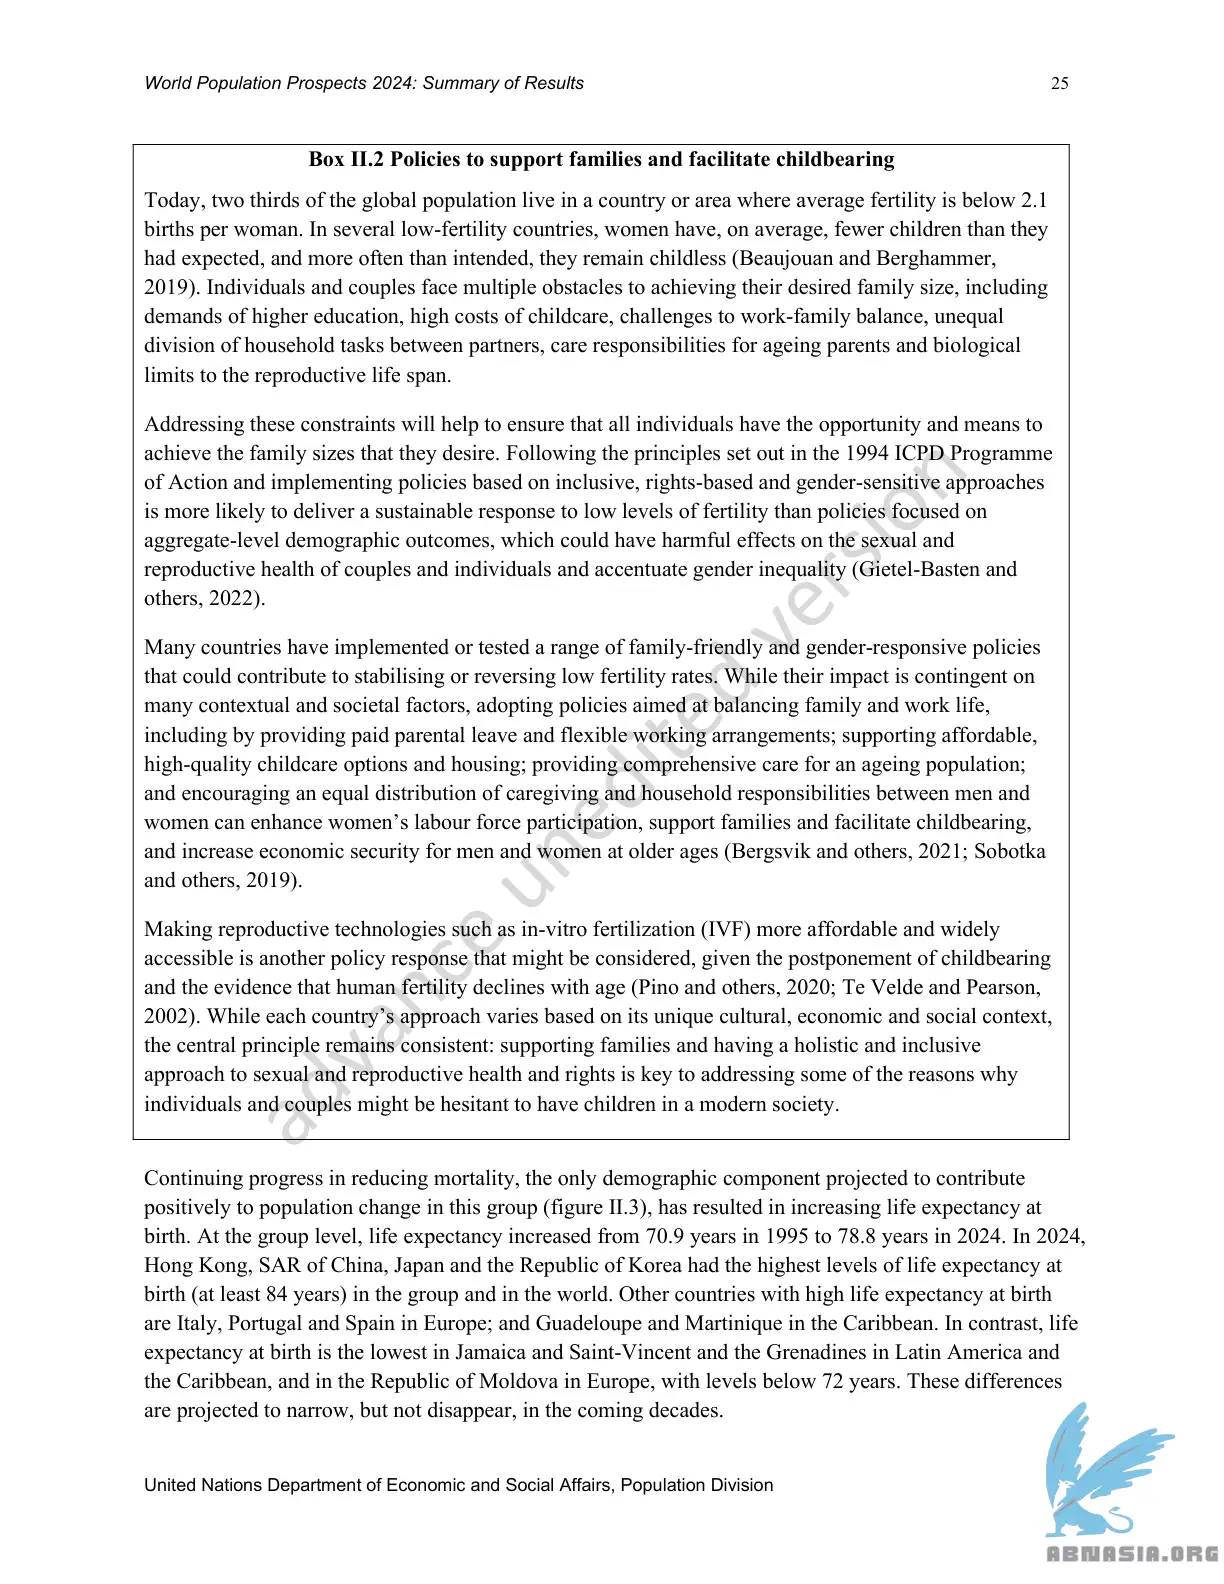 World Population Prospects 2024: Summary of Results 25
Box II.2 Policies to support families and facilitate childbearing
Today, two thirds of the global population live in a country or area where average fertility is below 2.1
births per woman. In several low-fertility countries, women have, on average, fewer children than they
had expected, and more often than intended, they remain childless (Beaujouan and Berghammer,
2019). Individuals and couples face multiple obstacles to achieving their desired family size, including
demands of higher education, high costs of childcare, challenges to work-family balance, unequal
division of household tasks between partners, care responsibilities for ageing parents and biological
limits to the reproductive life span.
Addressing these constraints will help to ensure that all individuals have the opportunity and means to
achieve the family sizes that they desire. Following the principles set out in the 1994 ICPD Programme
of Action and implementing policies based on inclusive, rights-based and gender-sensitive approaches
is more likely to deliver a sustainable response to low levels of fertility than policies focused on
aggregate-level demographic outcomes, which could have harmful effects on the sexual and
reproductive health of couples and individuals and accentuate gender inequality (Gietel-Basten and
others, 2022).
Many countries have implemented or tested a range of family-friendly and gender-responsive policies
that could contribute to stabilising or reversing low fertility rates. While their impact is contingent on
many contextual and societal factors, adopting policies aimed at balancing family and work life,
including by providing paid parental leave and flexible working arrangements; supporting affordable,
high-quality childcare options and housing; providing comprehensive care for an ageing population;
and encouraging an equal distribution of caregiving and household responsibilities between men and
women can enhance women’s labour force participation, support families and facilitate childbearing,
and increase economic security for men and women at older ages (Bergsvik and others, 2021; Sobotka
and others, 2019).
Making reproductive technologies such as in-vitro fertilization (IVF) more affordable and widely
accessible is another policy response that might be considered, given the postponement of childbearing
and the evidence that human fertility declines with age (Pino and others, 2020; Te Velde and Pearson,
2002). While each country’s approach varies based on its unique cultural, economic and social context,
the central principle remains consistent: supporting families and having a holistic and inclusive
approach to sexual and reproductive health and rights is key to addressing some of the reasons why
individuals and couples might be hesitant to have children in a modern society.
advance unedited version
Continuing progress in reducing mortality, the only demographic component projected to contribute
positively to population change in this group (figure II.3), has resulted in increasing life expectancy at
birth. At the group level, life expectancy increased from 70.9 years in 1995 to 78.8 years in 2024. In 2024,
Hong Kong, SAR of China, Japan and the Republic of Korea had the highest levels of life expectancy at
birth (at least 84 years) in the group and in the world. Other countries with high life expectancy at birth
are Italy, Portugal and Spain in Europe; and Guadeloupe and Martinique in the Caribbean. In contrast, life
expectancy at birth is the lowest in Jamaica and Saint-Vincent and the Grenadines in Latin America and
the Caribbean, and in the Republic of Moldova in Europe, with levels below 72 years. These differences
are projected to narrow, but not disappear, in the coming decades.
United Nations Department of Economic and Social Affairs, Population Division
ABNASIA.ORG